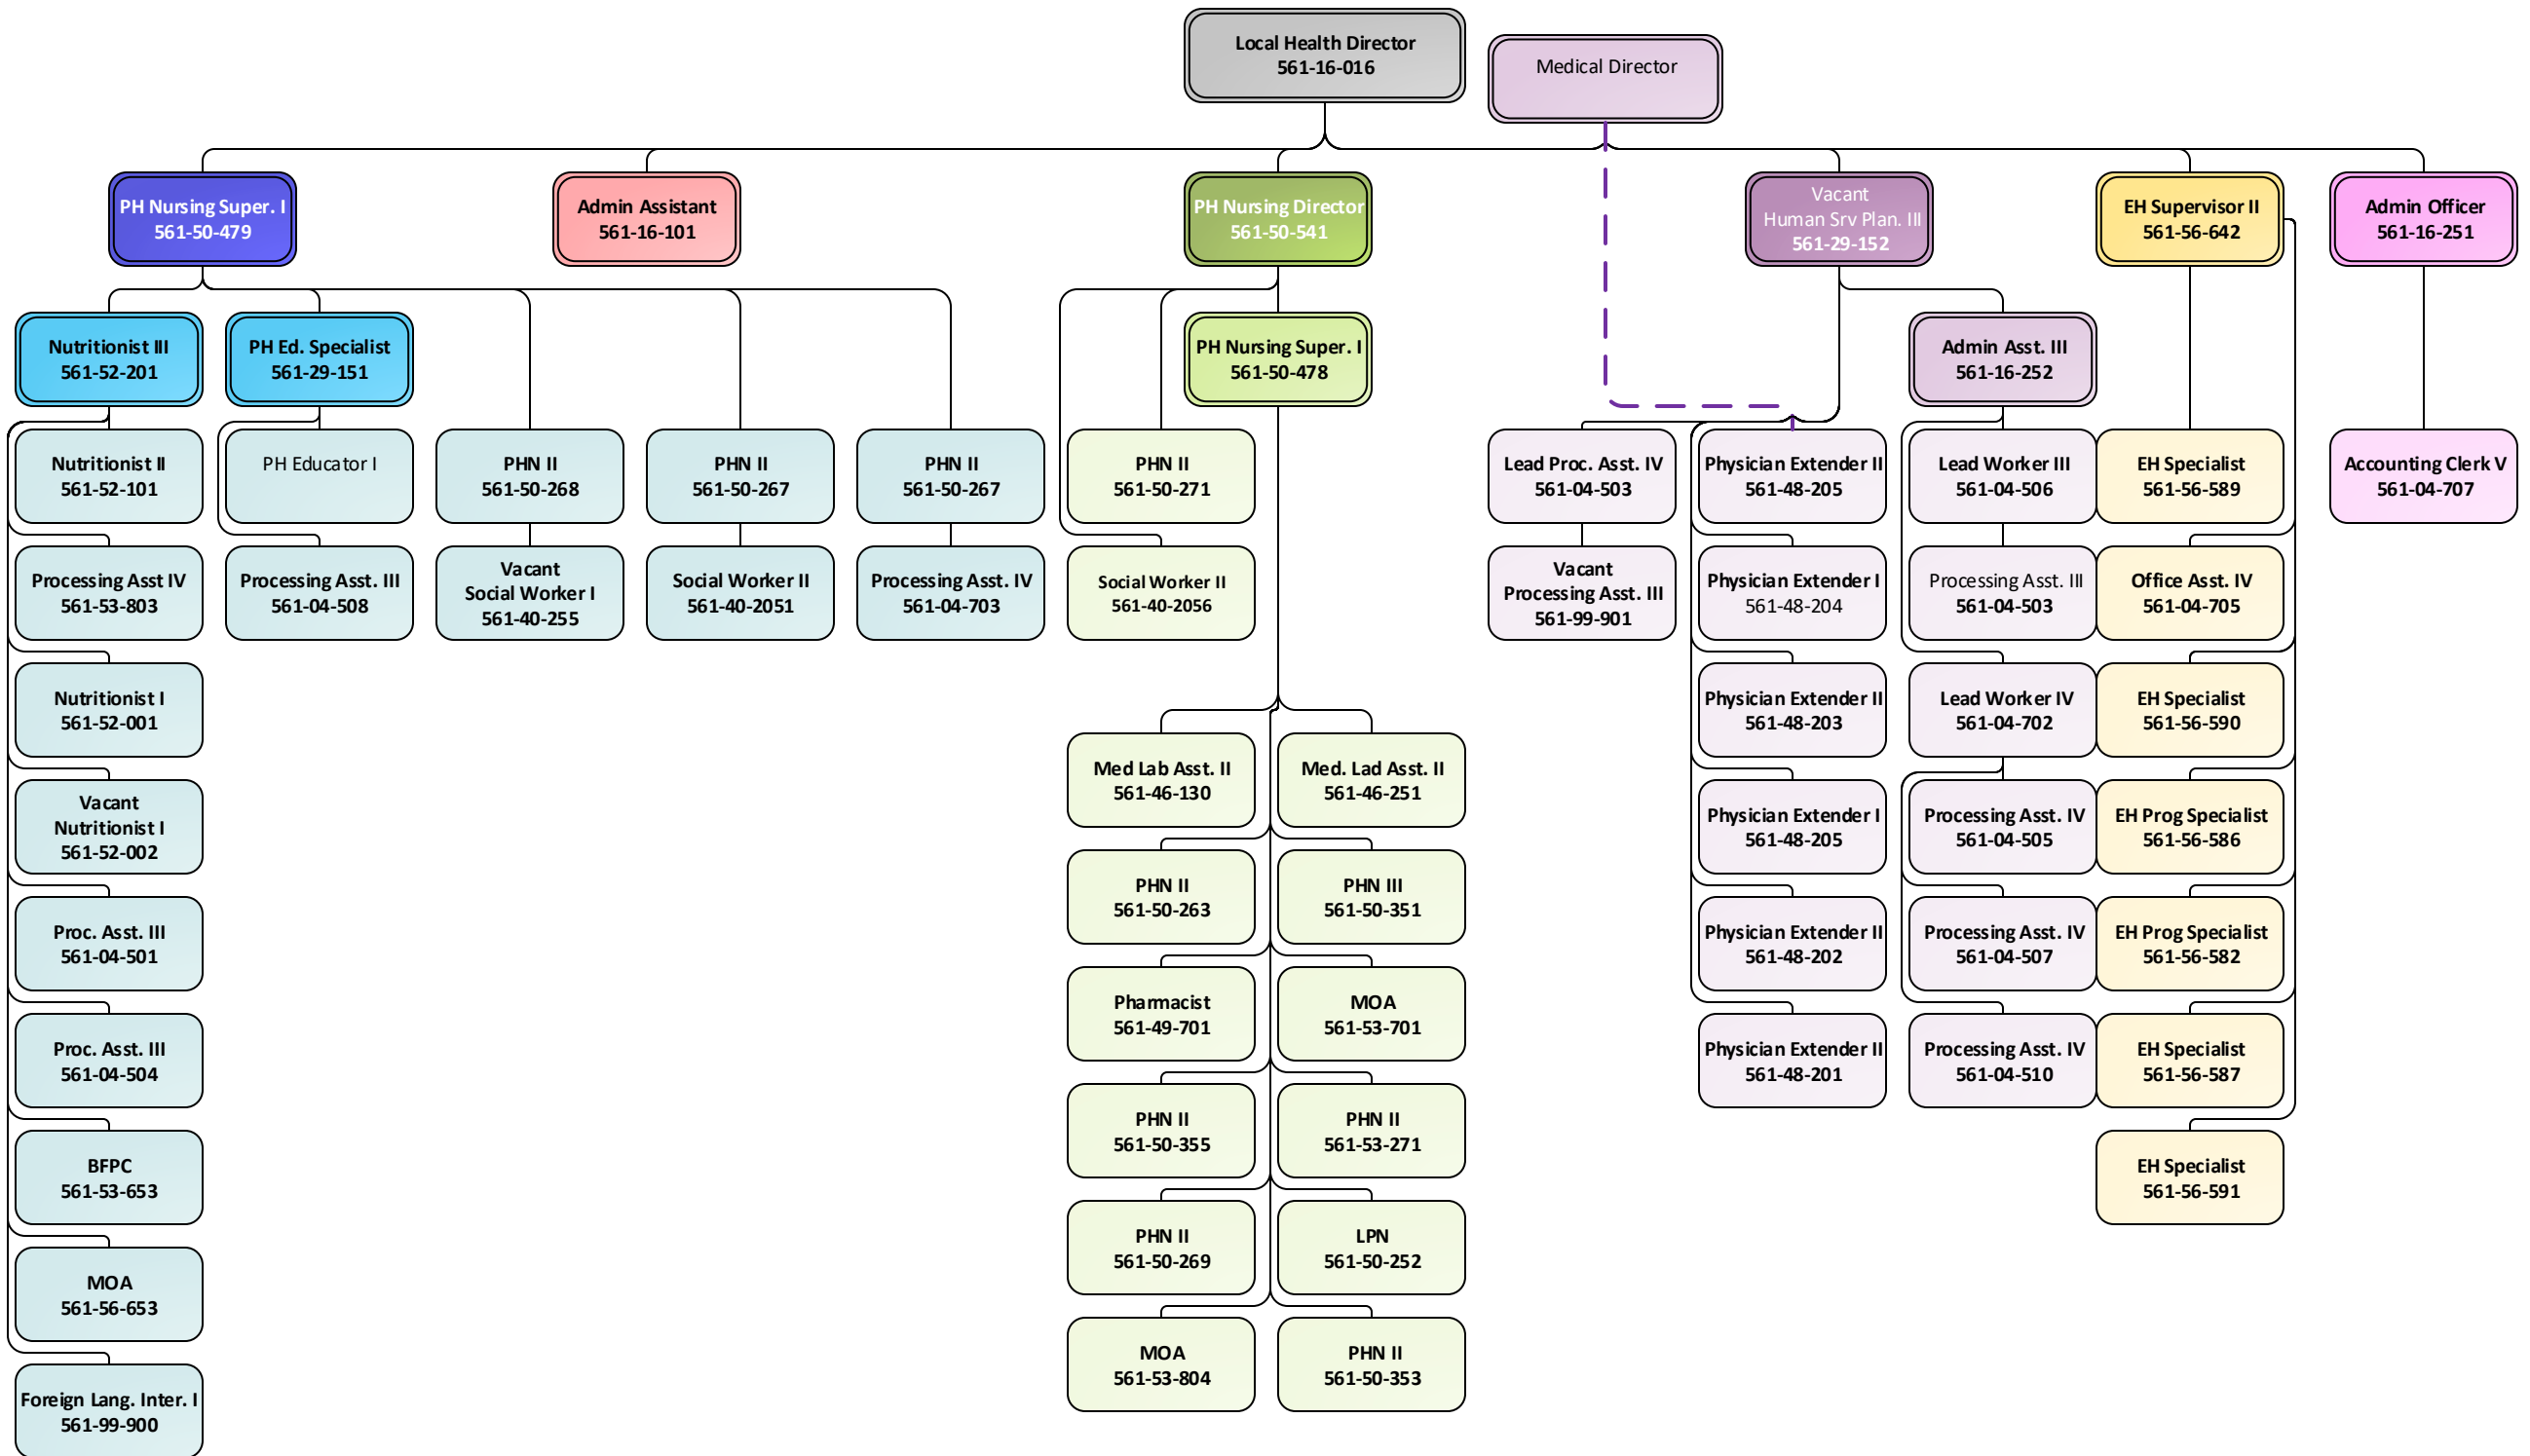 Local Health Director
561-16-016
Medical Director
PH Nursing Super. I
561-50-479
Admin Assistant
561-16-101
PH Nursing Director
561-50-541
Vacant
Human Srv Plan. III
561-29-152
EH Supervisor II
561-56-642
Admin Officer
561-16-251
Nutritionist III
561-52-201
PH Ed. Specialist
561-29-151
PH Nursing Super. I
561-50-478
Admin Asst. III
561-16-252
Nutritionist II
561-52-101
PH Educator I
PHN II
561-50-268
PHN II
561-50-267
PHN II
561-50-267
PHN II
561-50-271
Lead Proc. Asst. IV
561-04-503
Physician Extender II
561-48-205
Lead Worker III
561-04-506
EH Specialist
561-56-589
Accounting Clerk V
561-04-707
Processing Asst IV
561-53-803
Processing Asst. III
561-04-508
Vacant
Social Worker I
561-40-255
Social Worker II
561-40-2051
Processing Asst. IV
561-04-703
Social Worker II
561-40-2056
Vacant
Processing Asst. III
561-99-901
Physician Extender I
561-48-204
Processing Asst. III
561-04-503
Office Asst. IV
561-04-705
Nutritionist I
561-52-001
Physician Extender II
561-48-203
Lead Worker IV
561-04-702
EH Specialist
561-56-590
Med Lab Asst. II
561-46-130
Med. Lad Asst. II
561-46-251
Vacant
Nutritionist I
561-52-002
Physician Extender I
561-48-205
Processing Asst. IV
561-04-505
EH Prog Specialist
561-56-586
PHN II
561-50-263
PHN III
561-50-351
Proc. Asst. III
561-04-501
Physician Extender II
561-48-202
Processing Asst. IV
561-04-507
EH Prog Specialist
561-56-582
Pharmacist
561-49-701
MOA
561-53-701
Proc. Asst. III
561-04-504
Physician Extender II
561-48-201
Processing Asst. IV
561-04-510
EH Specialist
561-56-587
PHN II
561-50-355
PHN II
561-53-271
BFPC
561-53-653
EH Specialist
561-56-591
PHN II
561-50-269
LPN
561-50-252
MOA
561-56-653
MOA
561-53-804
PHN II
561-50-353
Foreign Lang. Inter. I
561-99-900